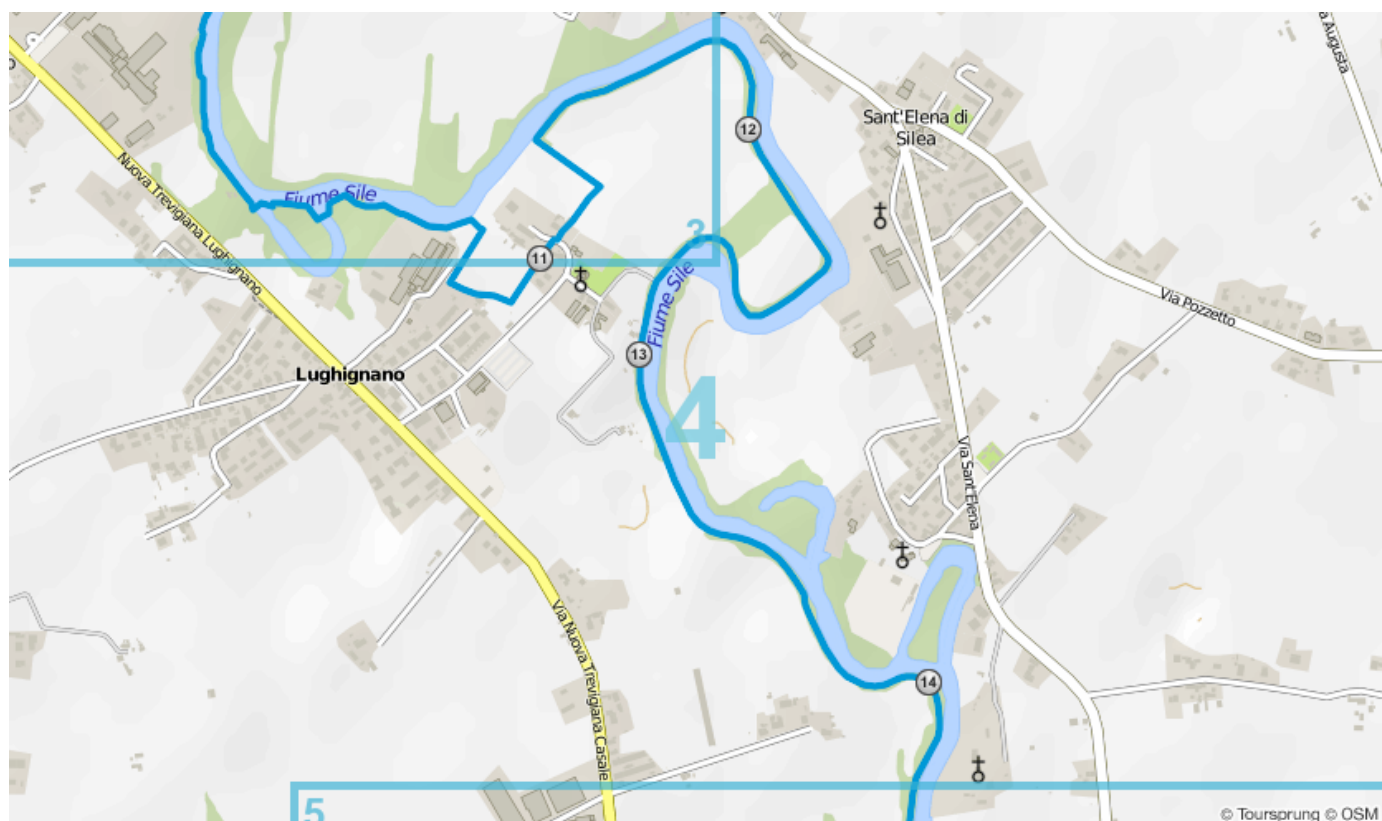 a Augusta
Sant'Elena di
Silea
12
Nuova Trevigiana Lughignano
Fiume Sile
3
11
Fiume Sile
Via Pozzetto
13
Lughignano
4
Via Sant'Elena
Via Nuova Trevigiana Casale
14
5
© Toursprung © OSM